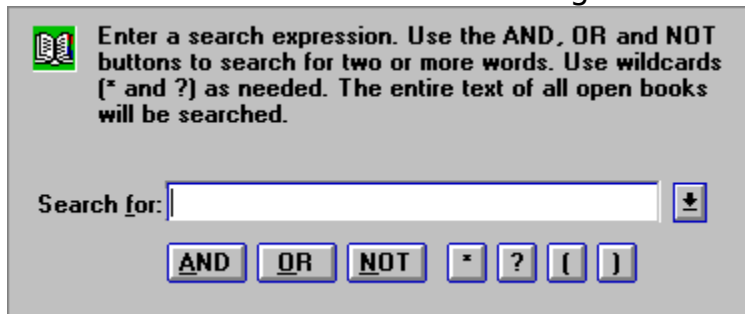 Enter a search expression. Use the AND, OR and NOT
buttons to search for two or more words. Use wildcards
(* and ?) as needed. The entire text of all open books
will be searched.
Search for:
AND OR NOT * ? ( )